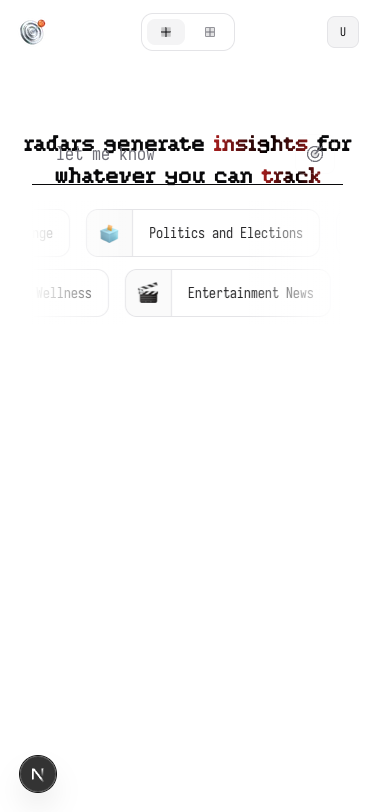 U
radars generate insights for
let me know
whatever you can track
nge
Politics and Elections
Wellness
Entertainment News
N